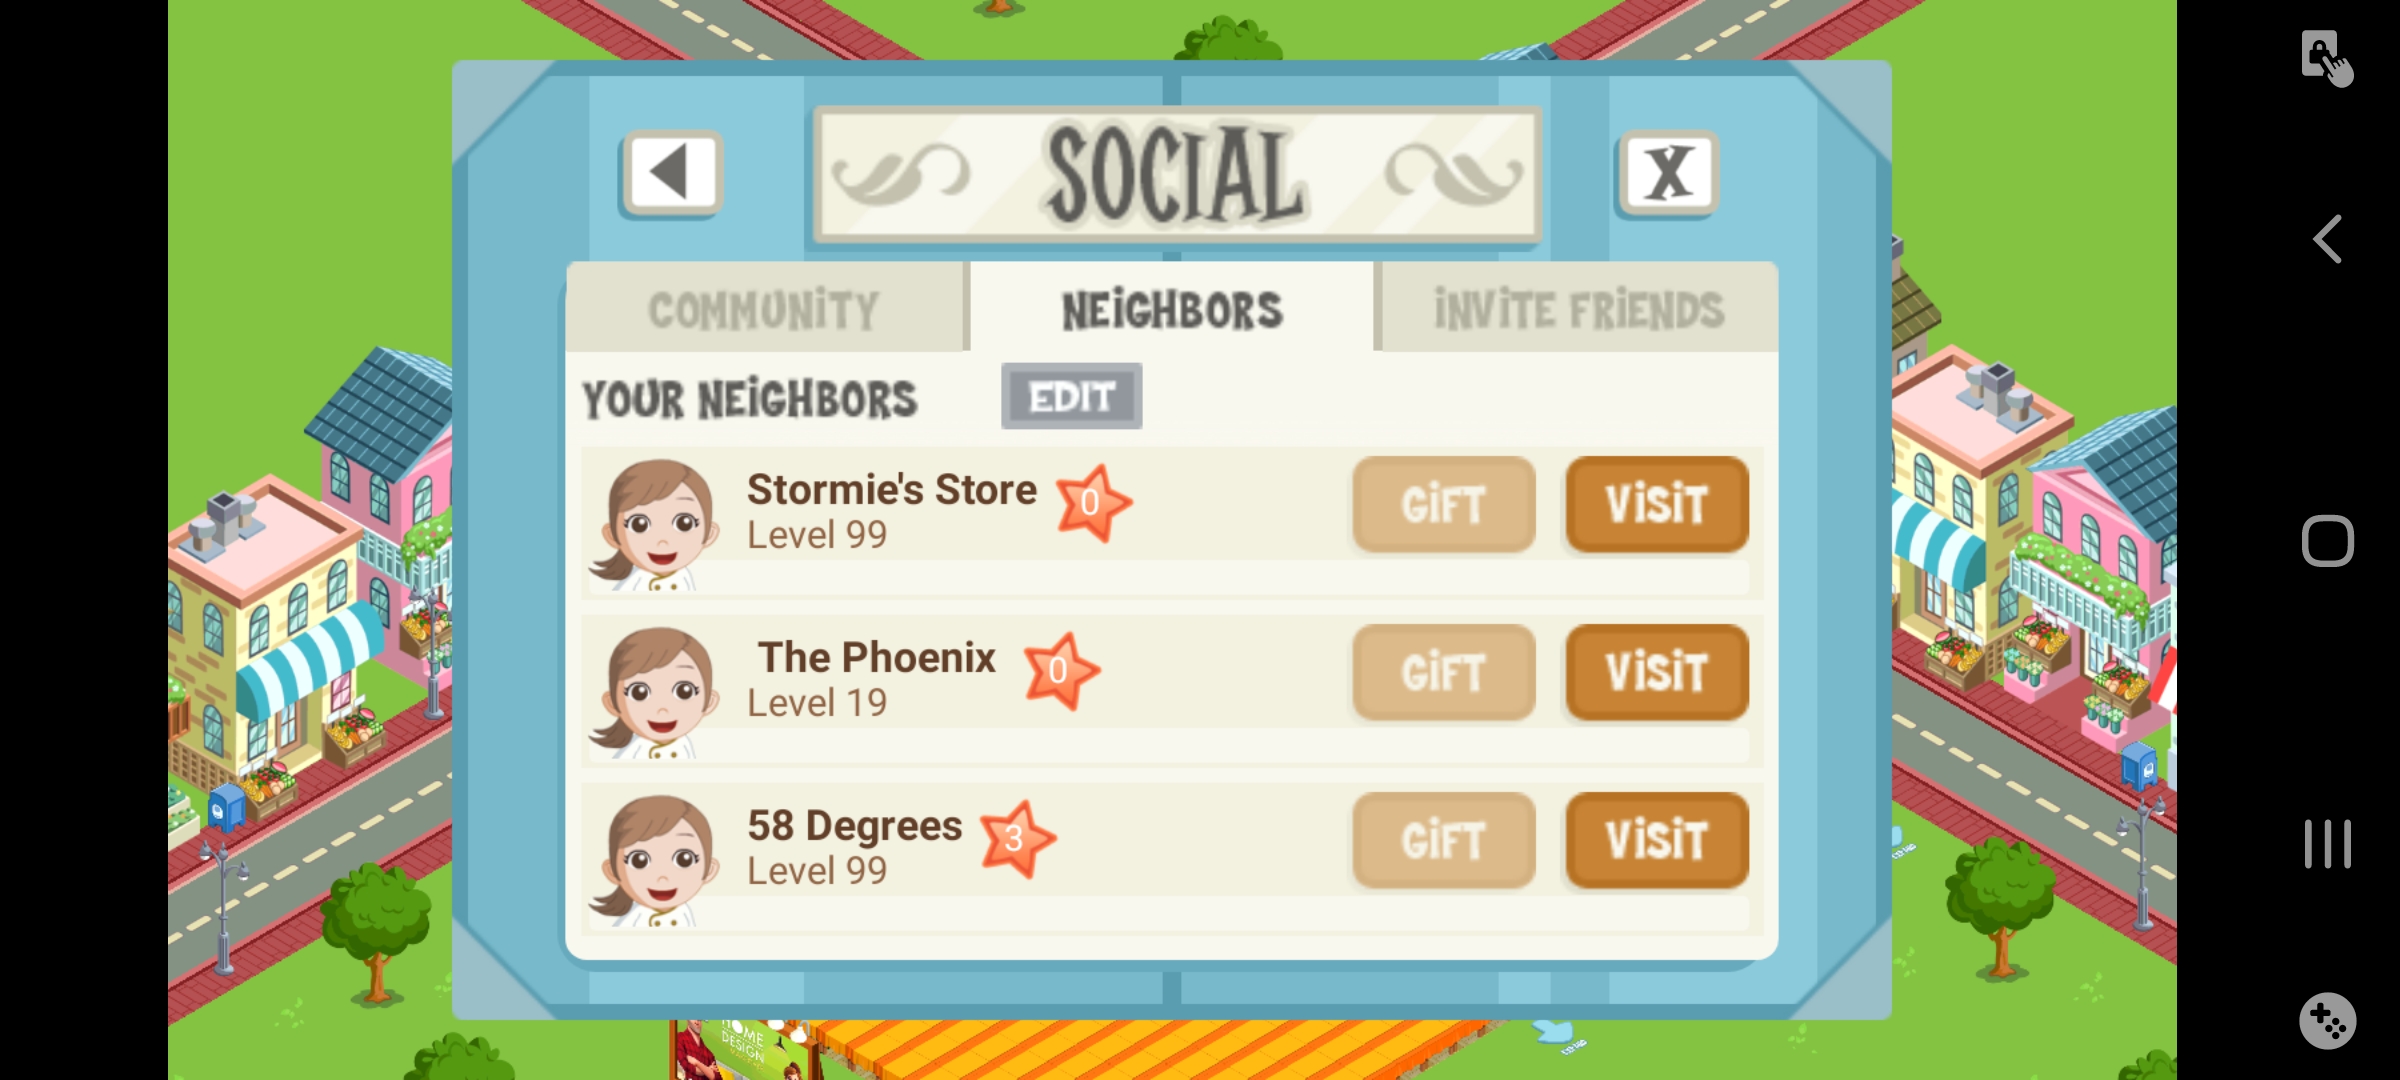 SOCIAL
X
COMMUNITY
NEIGHBORS
INVITE FRIENDS
YOUR NEIGHBORS
EDIT
Stormie's Store
0
Level 99
GIFT
VISIT
The Phoenix
0
Level 19
GIFT
VISIT
58 Degrees
3
Level 99
GIFT
VISIT
HOME
DESIGN